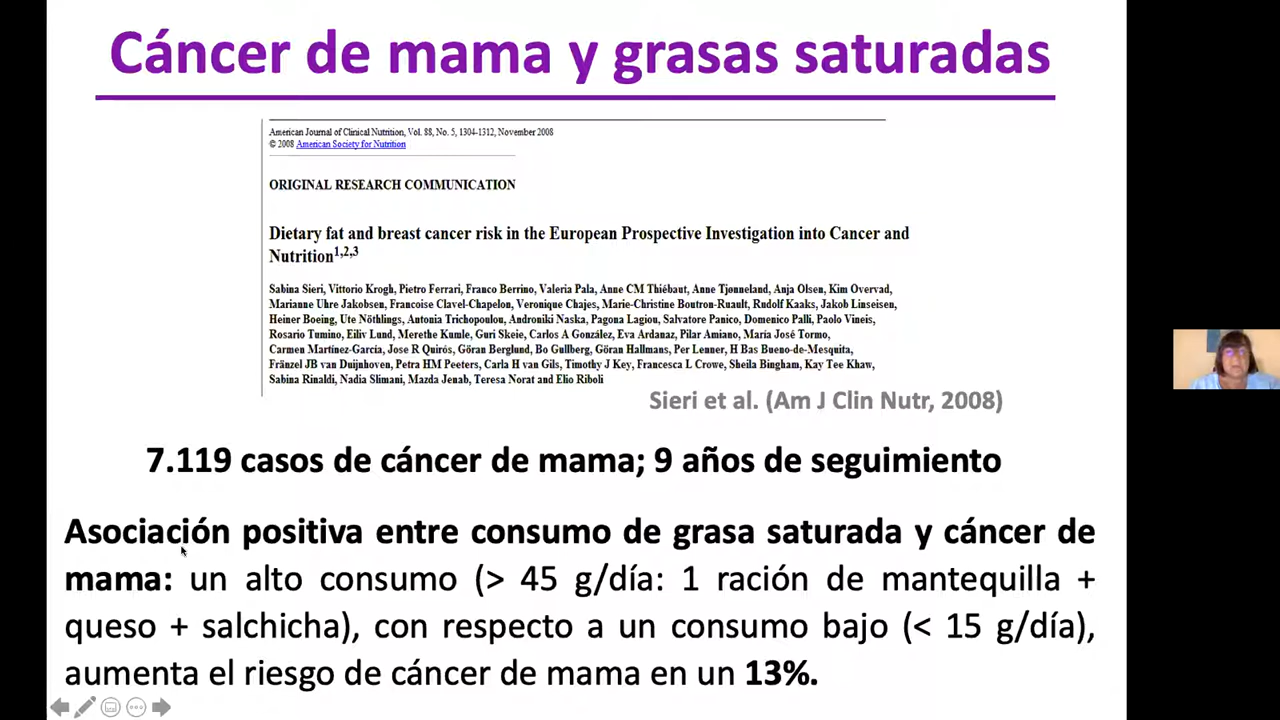 Cáncer de mama y grasas saturadas
American Journal of Clinical Nutrition, Vol. 88, No. 5, 1304-1312, November 2008
© 2008 American Society for Nutrition
ORIGINAL RESEARCH COMMUNICATION
Dietary fat and breast cancer risk in the European Prospective Investigation into Cancer and
Nutrition1,2,3
Sabina Sieri, Vittorio Krogh, Pietro Ferrari, Franco Berrino, Valeria Pala, Anne CM Thiébaut, Anne Tjønneland, Anja Olsen, Kim Overvad,
Marianne Uhre Jakobsen, Francoise Clavel-Chapelon, Veronique Chajes, Marie-Christine Boutron-Ruault, Rudolf Kaaks, Jakob Linseisen,
Heiner Boeing, Ute Nöthlings, Antonia Trichopoulou, Androniki Naska, Pagona Lagiou, Salvatore Panico, Domenico Palli, Paolo Vineis,
Rosario Tumino, Eiliv Lund, Merethe Kumle, Guri Skeie, Carlos A González, Eva Ardanaz, Pilar Amiano, María José Tormo,
Carmen Martínez-García, Jose R Quirós, Göran Berglund, Bo Gullberg, Göran Hallmans, Per Lenner, H Bas Bueno-de-Mesquita,
Fränzel JB van Duijnhoven, Petra HM Peeters, Carla H van Gils, Timothy J Key, Francesca L Crowe, Sheila Bingham, Kay Tee Khaw,
Sabina Rinaldi, Nadia Slimani, Mazda Jenab, Teresa Norat and Elio Riboli
Sieri et al. (Am J Clin Nutr, 2008)
7.119 casos de cáncer de mama; 9 años de seguimiento
Asociación positiva entre consumo de grasa saturada y cáncer de
mama: un alto consumo (> 45 g/día: 1 ración de mantequilla +
queso + salchicha), con respecto a un consumo bajo (< 15 g/día),
aumenta el riesgo de cáncer de mama en un 13%.